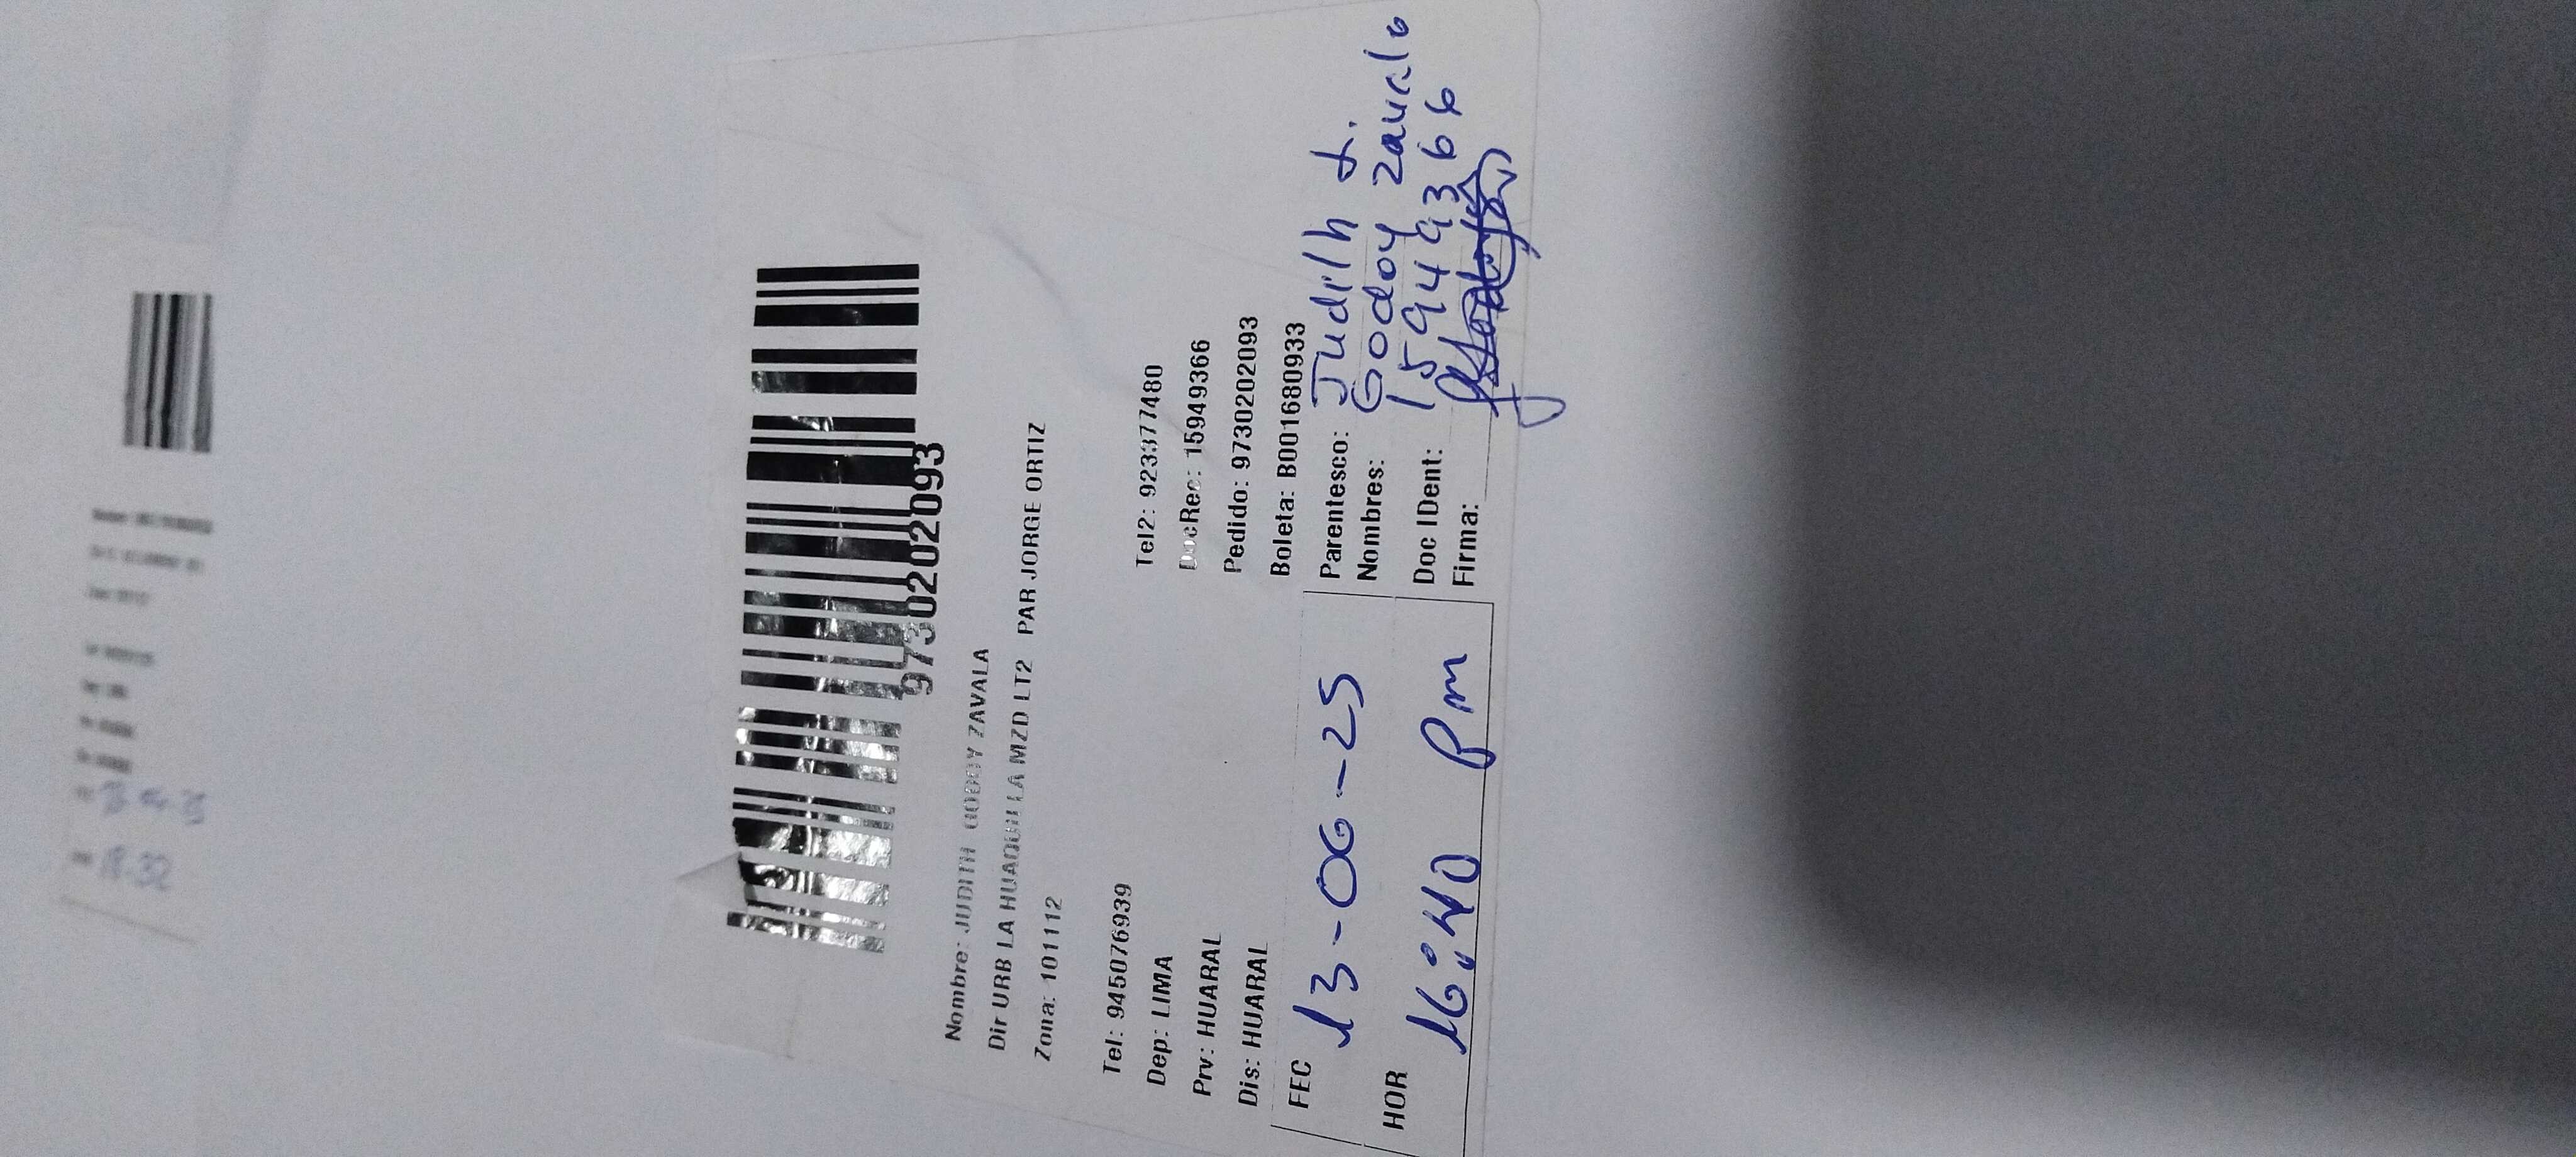 9730202093
Nombre: JUDITH GODOY ZAVALA
Dir URB LA HUAQUILLA MZD LT2 PAR JORGE ORTIZ
Zona: 101112
Tel: 945076939 Tel2: 923377480
Dep: LIMA DocRec: 15949366
Prv: HUARAL Pedido: 9730202093
Dis: HUARAL Boleta: B001680933
FEC 13-06-25 Parentesco: Judith
Nombres: Godoy
HOR 16:40 Pm Doc IDent: 15949366
Firma:
18:32